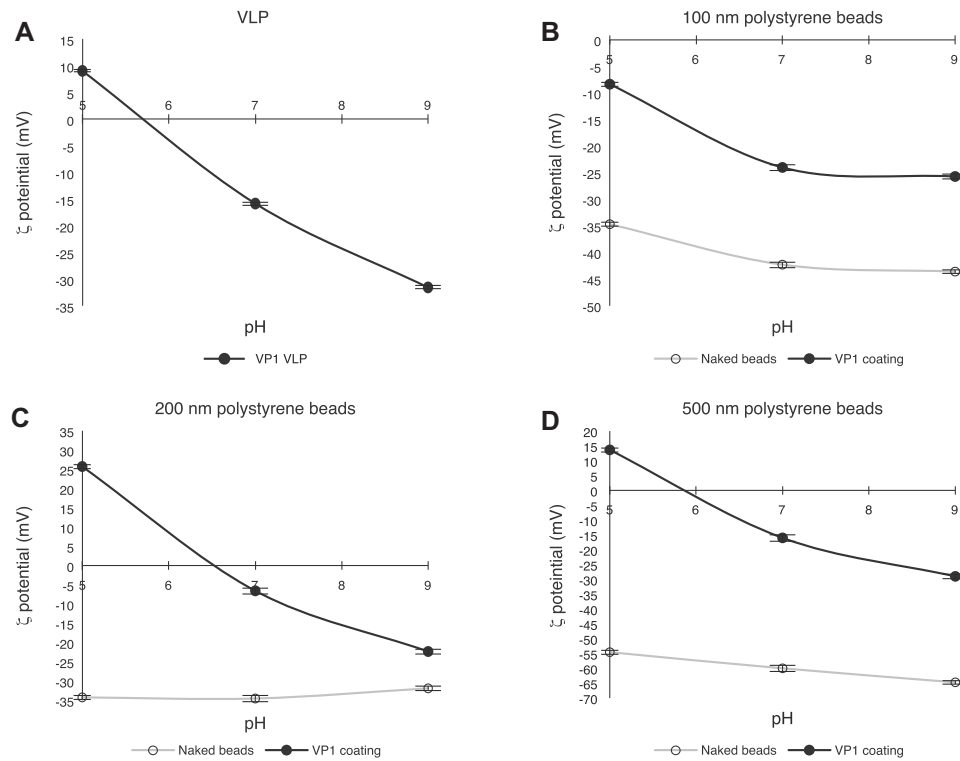 A
VLP
15
10
5
0
-5
-10
-15
-20
-25
-30
-35
5 6 7 8 9
ζ poteintial (mV)
pH
VP1 VLP
B
100 nm polystyrene beads
0
-5
-10
-15
-20
-25
-30
-35
-40
-45
-50
5 6 7 8 9
ζ potential (mV)
pH
Naked beads VP1 coating
C
200 nm polystyrene beads
35
30
25
20
15
10
5
0
-5
-10
-15
-20
-25
-30
-35
5 6 7 8 9
ζ potential (mV)
pH
Naked beads VP1 coating
D
500 nm polystyrene beads
20
15
10
5
0
-5
-10
-15
-20
-25
-30
-35
-40
-45
-50
-55
-60
-65
-70
5 6 7 8 9
ζ poteintial (mV)
pH
Naked beads VP1 coating